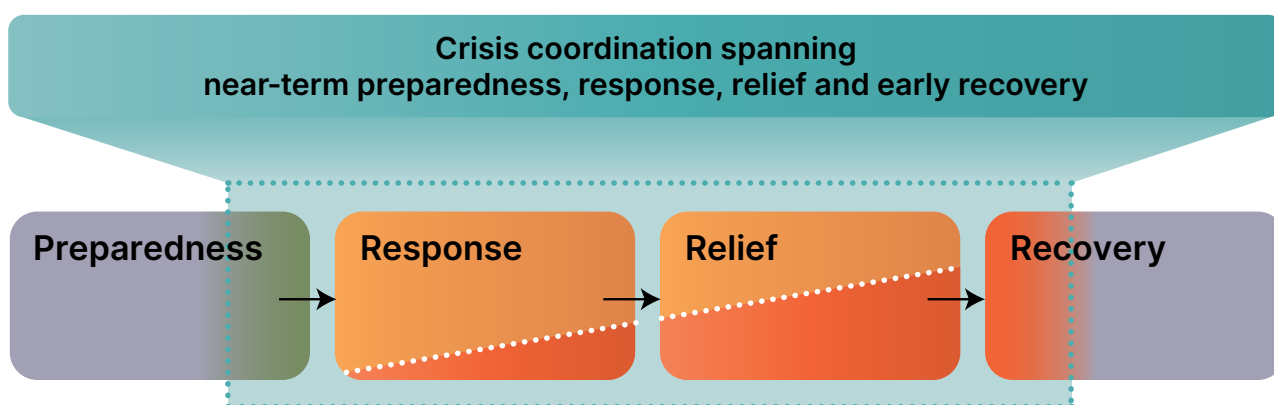 Crisis coordination spanning
near-term preparedness, response, relief and early recovery
Preparedness
Response
Relief
Recovery